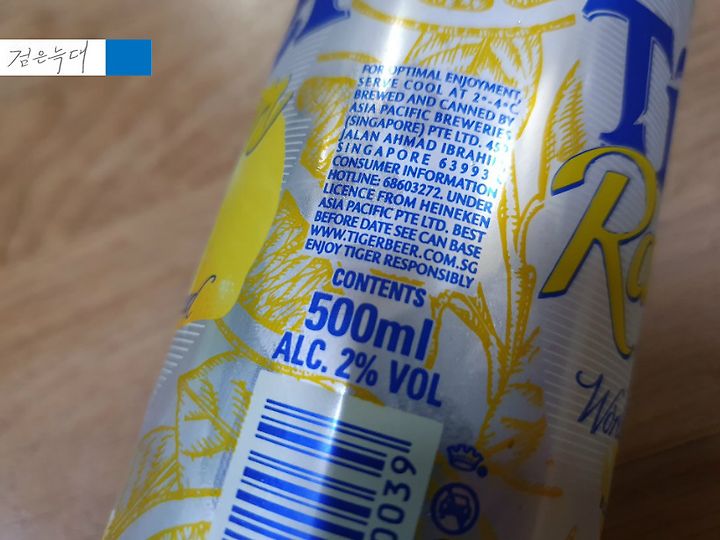 검은늑대
FOR OPTIMAL ENJOYMENT,
SERVE COOL AT 2°-4°C.
BREWED AND CANNED BY
ASIA PACIFIC BREWERIES
(SINGAPORE) PTE LTD.
JALAN AHMAD IBRAHIM
SINGAPORE
CONSUMER INFORMATION
HOTLINE: 68603272. UNDER
LICENCE FROM HEINEKEN
ASIA PACIFIC PTE LTD. BEST
BEFORE DATE SEE CAN BASE
WWW.TIGERBEER.COM.SG
ENJOY TIGER RESPONSIBLY
CONTENTS
500ml
ALC. 2% VOL
0039
Ti
Ra
Wor